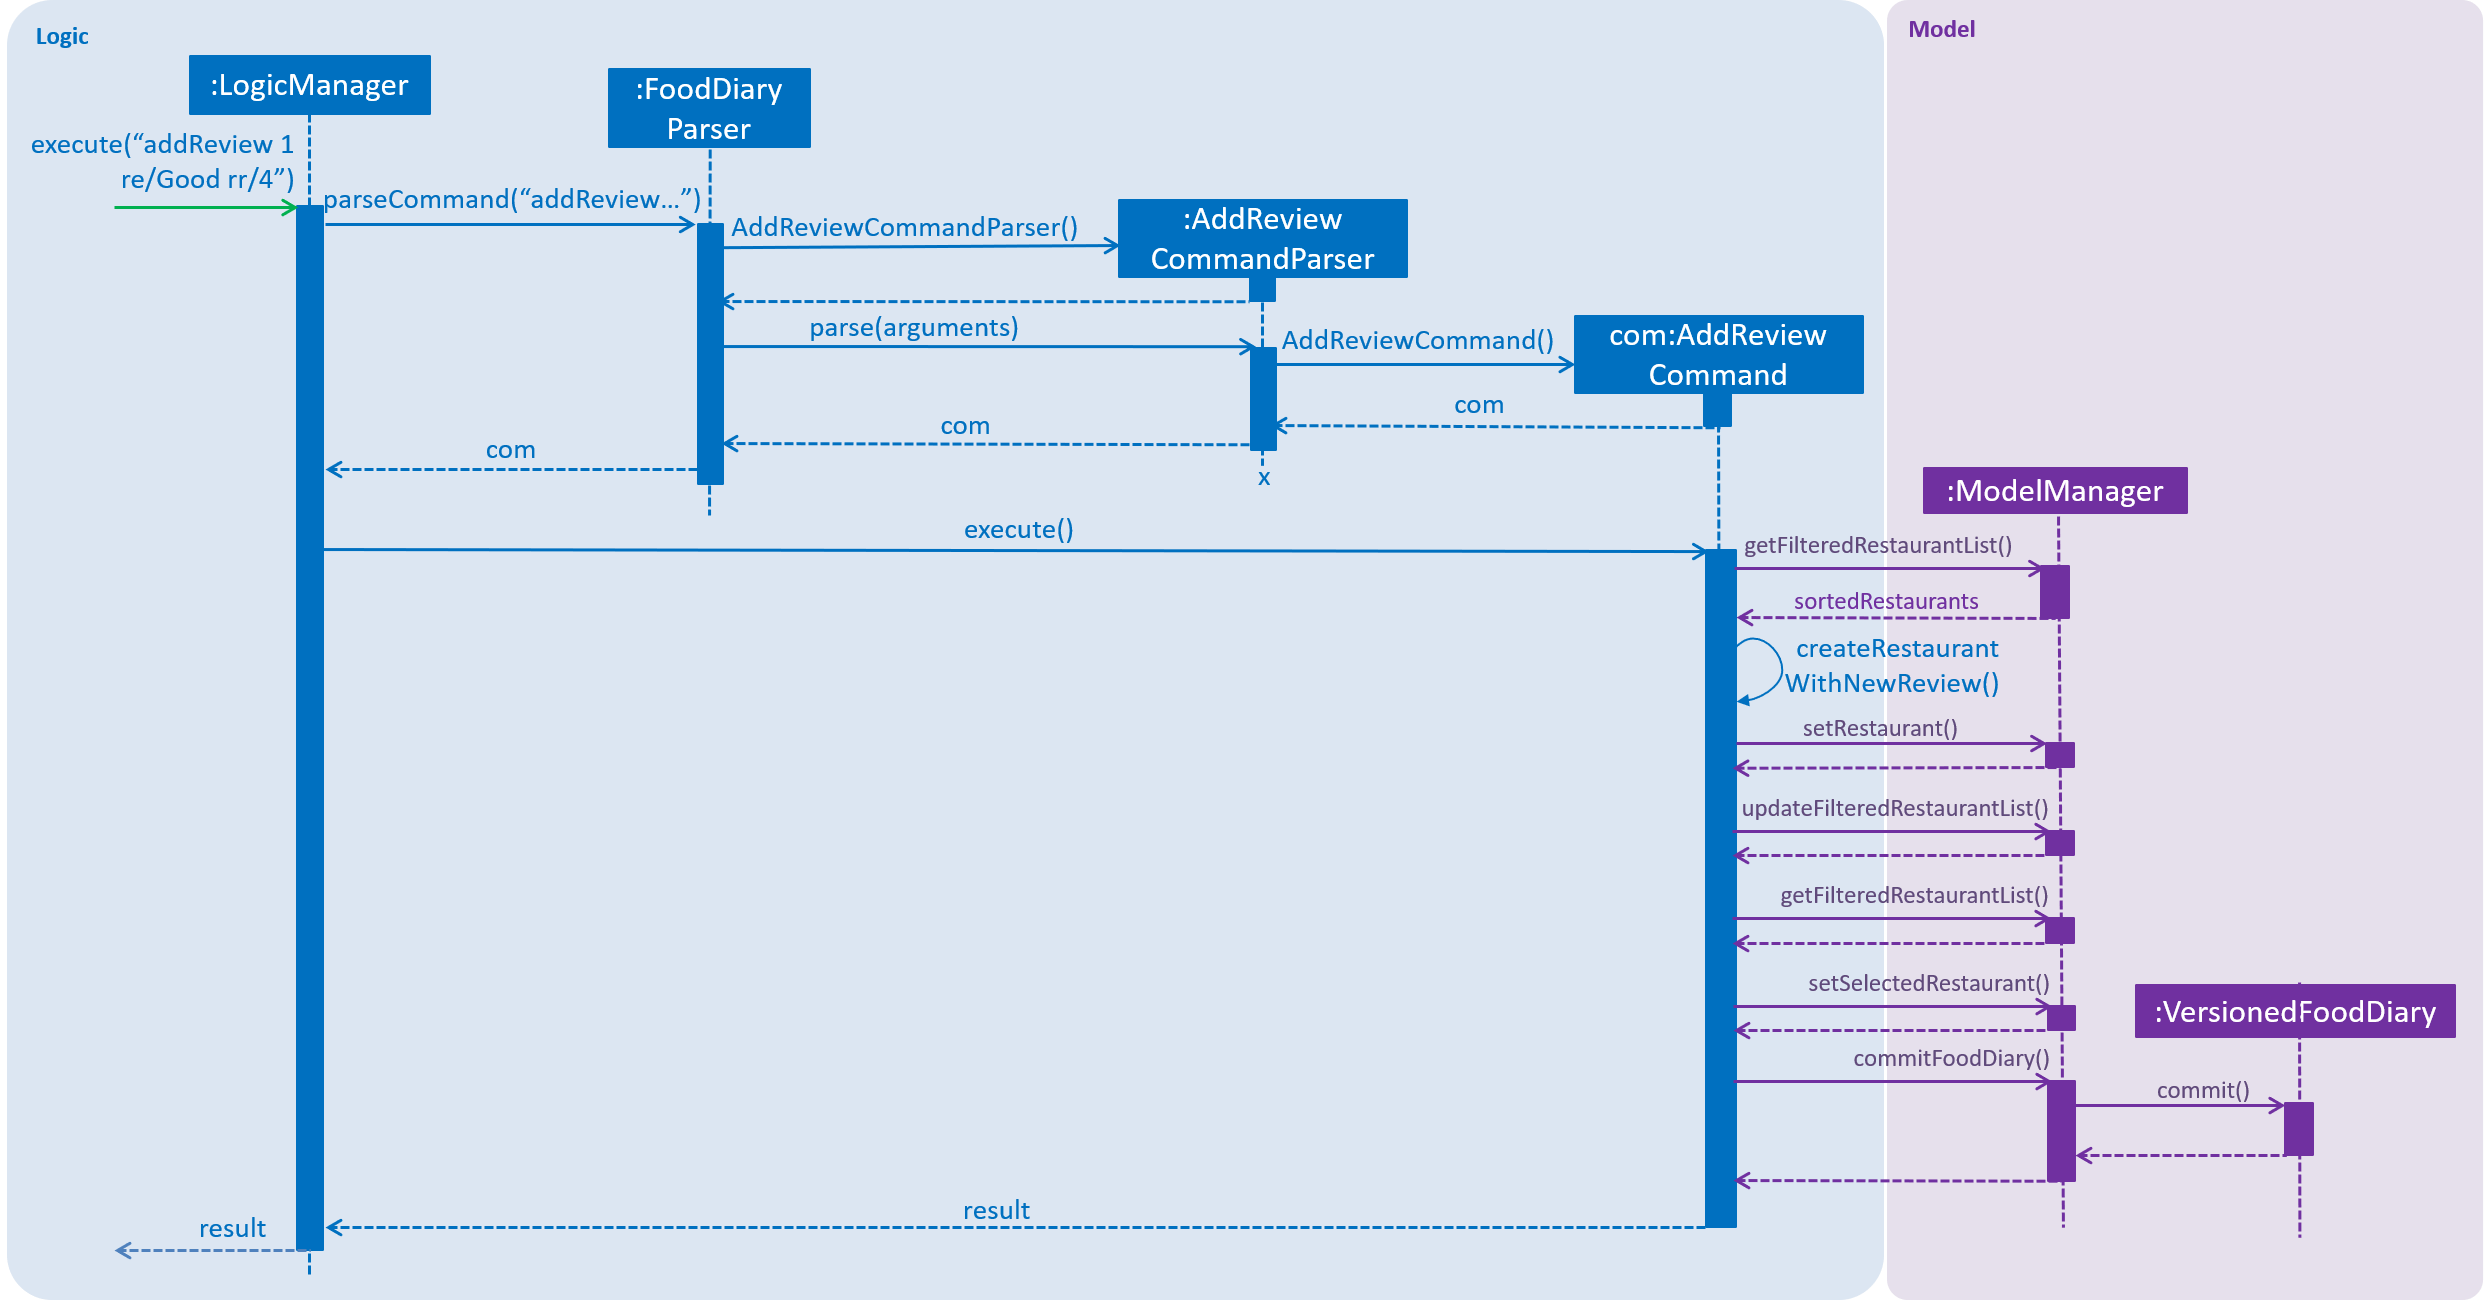 Logic
Model
:LogicManager
:FoodDiary
Parser
execute(“addReview 1
re/Good rr/4”)
parseCommand(“addReview…”)
AddReviewCommandParser()
:AddReview
CommandParser
parse(arguments)
AddReviewCommand()
com:AddReview
Command
com
com
com
x
:ModelManager
execute()
getFilteredRestaurantList()
sortedRestaurants
createRestaurant
WithNewReview()
setRestaurant()
updateFilteredRestaurantList()
getFilteredRestaurantList()
setSelectedRestaurant()
:VersionedFoodDiary
commitFoodDiary()
commit()
result
result